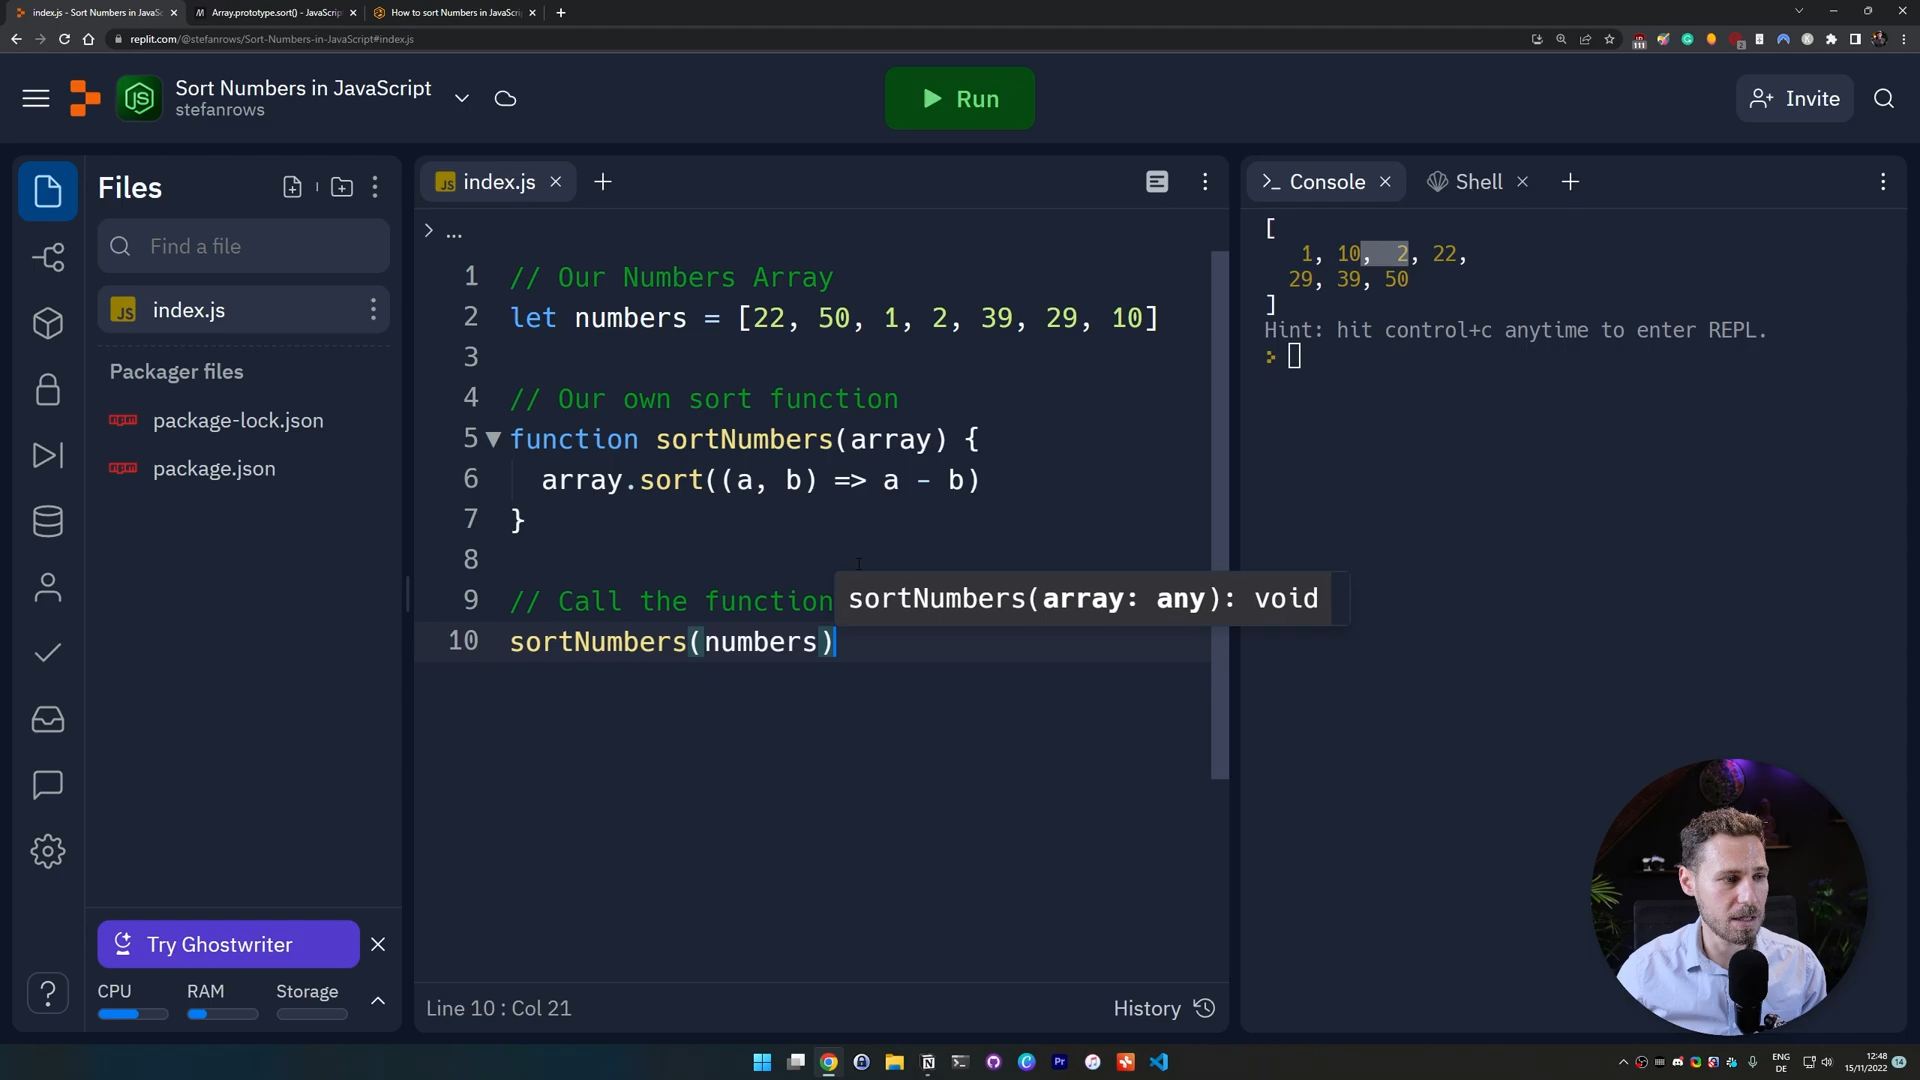 index.js - Sort Numbers in JavaSc
Array.prototype.sort() - JavaScript
How to sort Numbers in JavaScri
replit.com/@stefanrows/Sort-Numbers-in-JavaScript#index.js
Sort Numbers in JavaScript
stefanrows
Run
Invite
Files
Find a file
JS index.js
Packager files
package-lock.json
package.json
Try Ghostwriter
CPU RAM Storage
JS index.js
...
1 // Our Numbers Array
2 let numbers = [22, 50, 1, 2, 39, 29, 10]
3
4 // Our own sort function
5 function sortNumbers(array) {
6 array.sort((a, b) => a - b)
7 }
8
9 // Call the function
sortNumbers(array: any): void
10 sortNumbers(numbers)
Line 10 : Col 21
History
Console
Shell
[
1, 10, 2, 22,
29, 39, 50
]
Hint: hit control+c anytime to enter REPL.
ENG
DE
12:48
15/11/2022
14